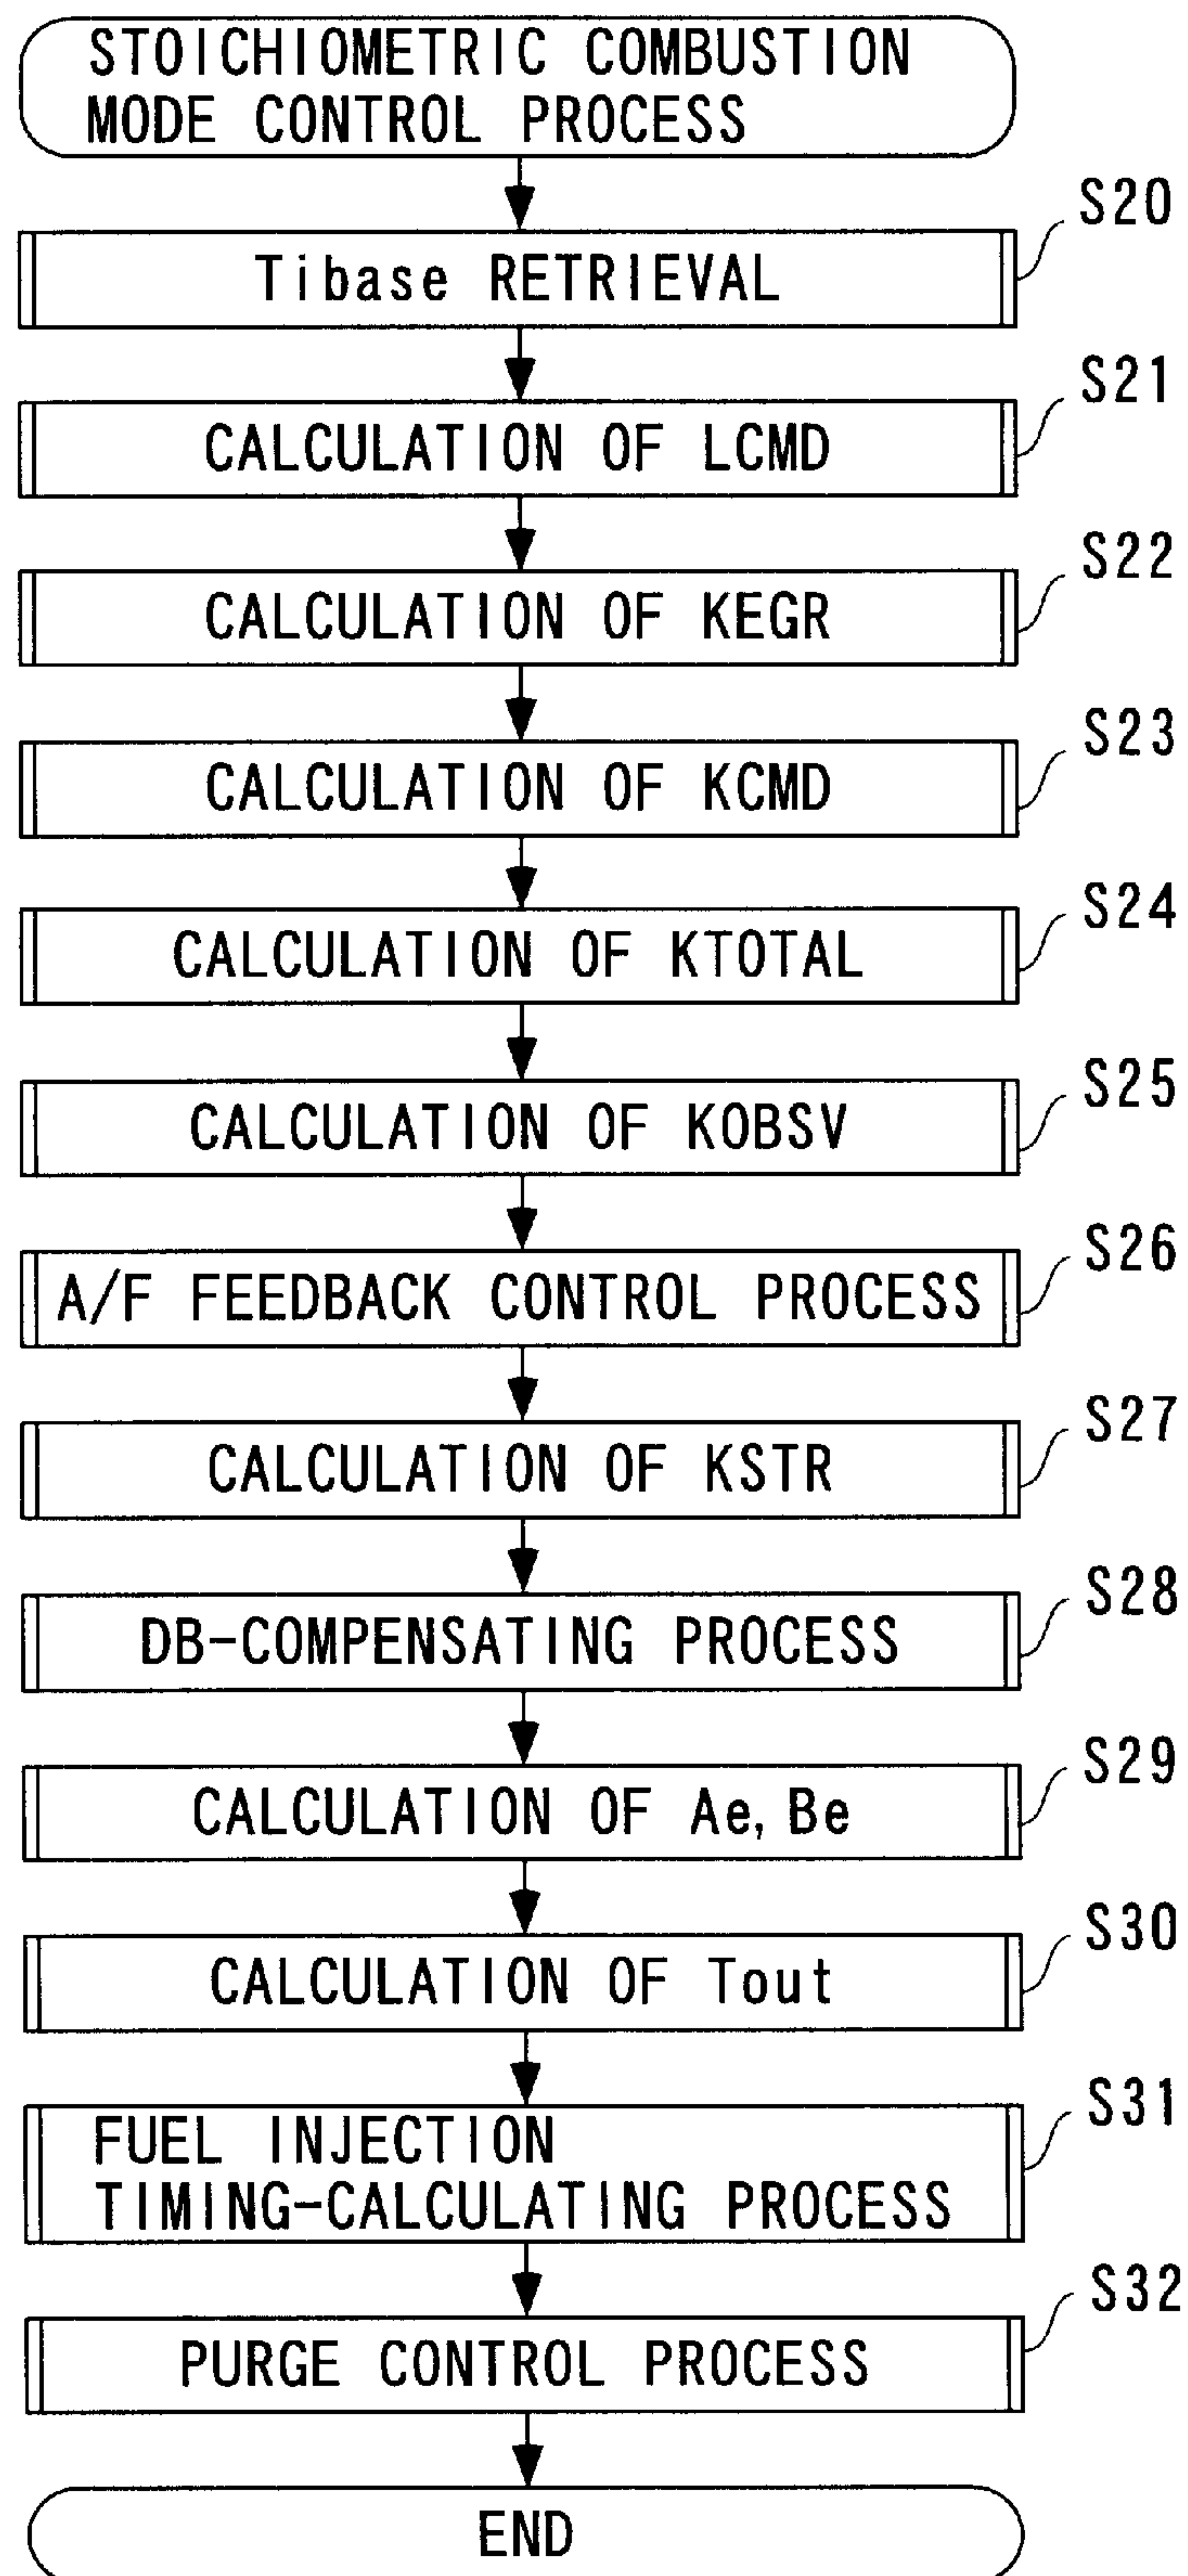 STOICHIOMETRIC COMBUSTION
MODE CONTROL PROCESS
S20
Tibase RETRIEVAL
S21
CALCULATION OF LCMD
S22
CALCULATION OF KEGR
S23
CALCULATION OF KCMD
S24
CALCULATION OF KTOTAL
S25
CALCULATION OF KOBSV
S26
A/F FEEDBACK CONTROL PROCESS
S27
CALCULATION OF KSTR
S28
DB-COMPENSATING PROCESS
S29
CALCULATION OF Ae, Be
S30
CALCULATION OF Tout
S31
FUEL INJECTION
TIMING-CALCULATING PROCESS
S32
PURGE CONTROL PROCESS
END